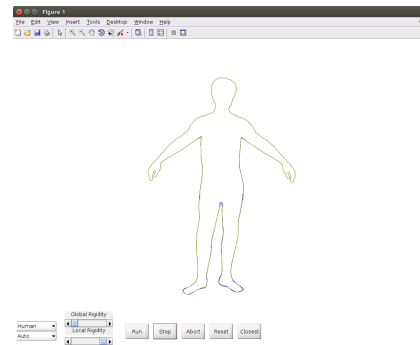 Figure 1
File Edit View Insert Tools Desktop Window Help
Global Rigidity
Human
Local Rigidity
Auto
Run Step Abort Reset Closest